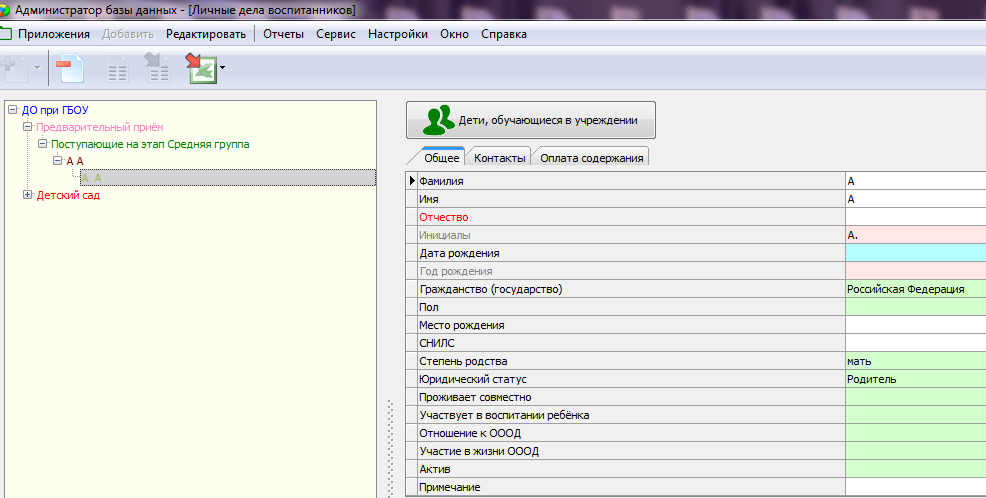 Администратор базы данных - [Личные дела воспитанников]
Приложения Добавить Редактировать Отчеты Сервис Настройки Окно Справка
ДО при ГБОУ
Предварительный приём
Поступающие на этап Средняя группа
А А
А А
Детский сад
Дети, обучающиеся в учреждении
Общее Контакты Оплата содержания
Фамилия А
Имя А
Отчество
Инициалы А.
Дата рождения
Год рождения
Гражданство (государство) Российская Федерация
Пол
Место рождения
СНИЛС
Степень родства мать
Юридический статус Родитель
Проживает совместно
Участвует в воспитании ребёнка
Отношение к ОООД
Участие в жизни ОООД
Актив
Примечание